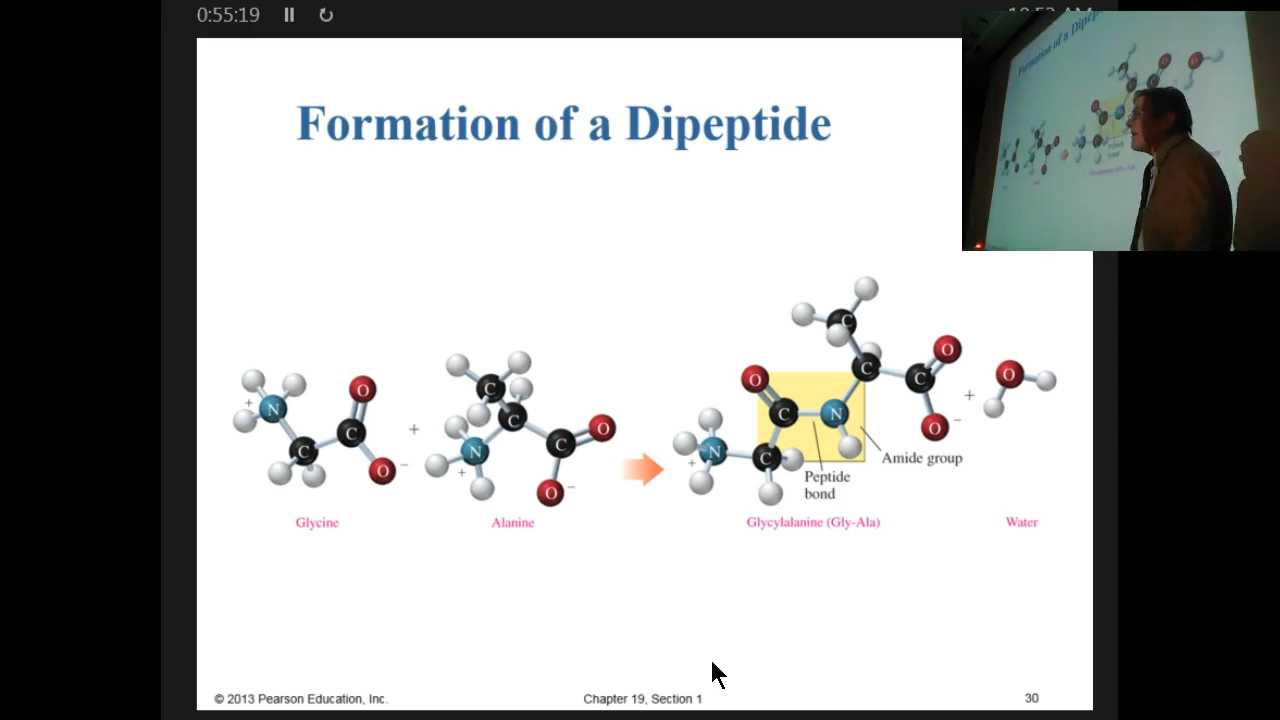 0:55:19
Formation of a Dipeptide
N
+
C
C
O
O
−
+
C
C
N
+
C
O
O
−
O
C
N
C
N
+
C
C
C
O
O
−
Peptide
bond
Amide group
+
O
Glycine
Alanine
Glycylalanine (Gly-Ala)
Water
© 2013 Pearson Education, Inc.
Chapter 19, Section 1
30